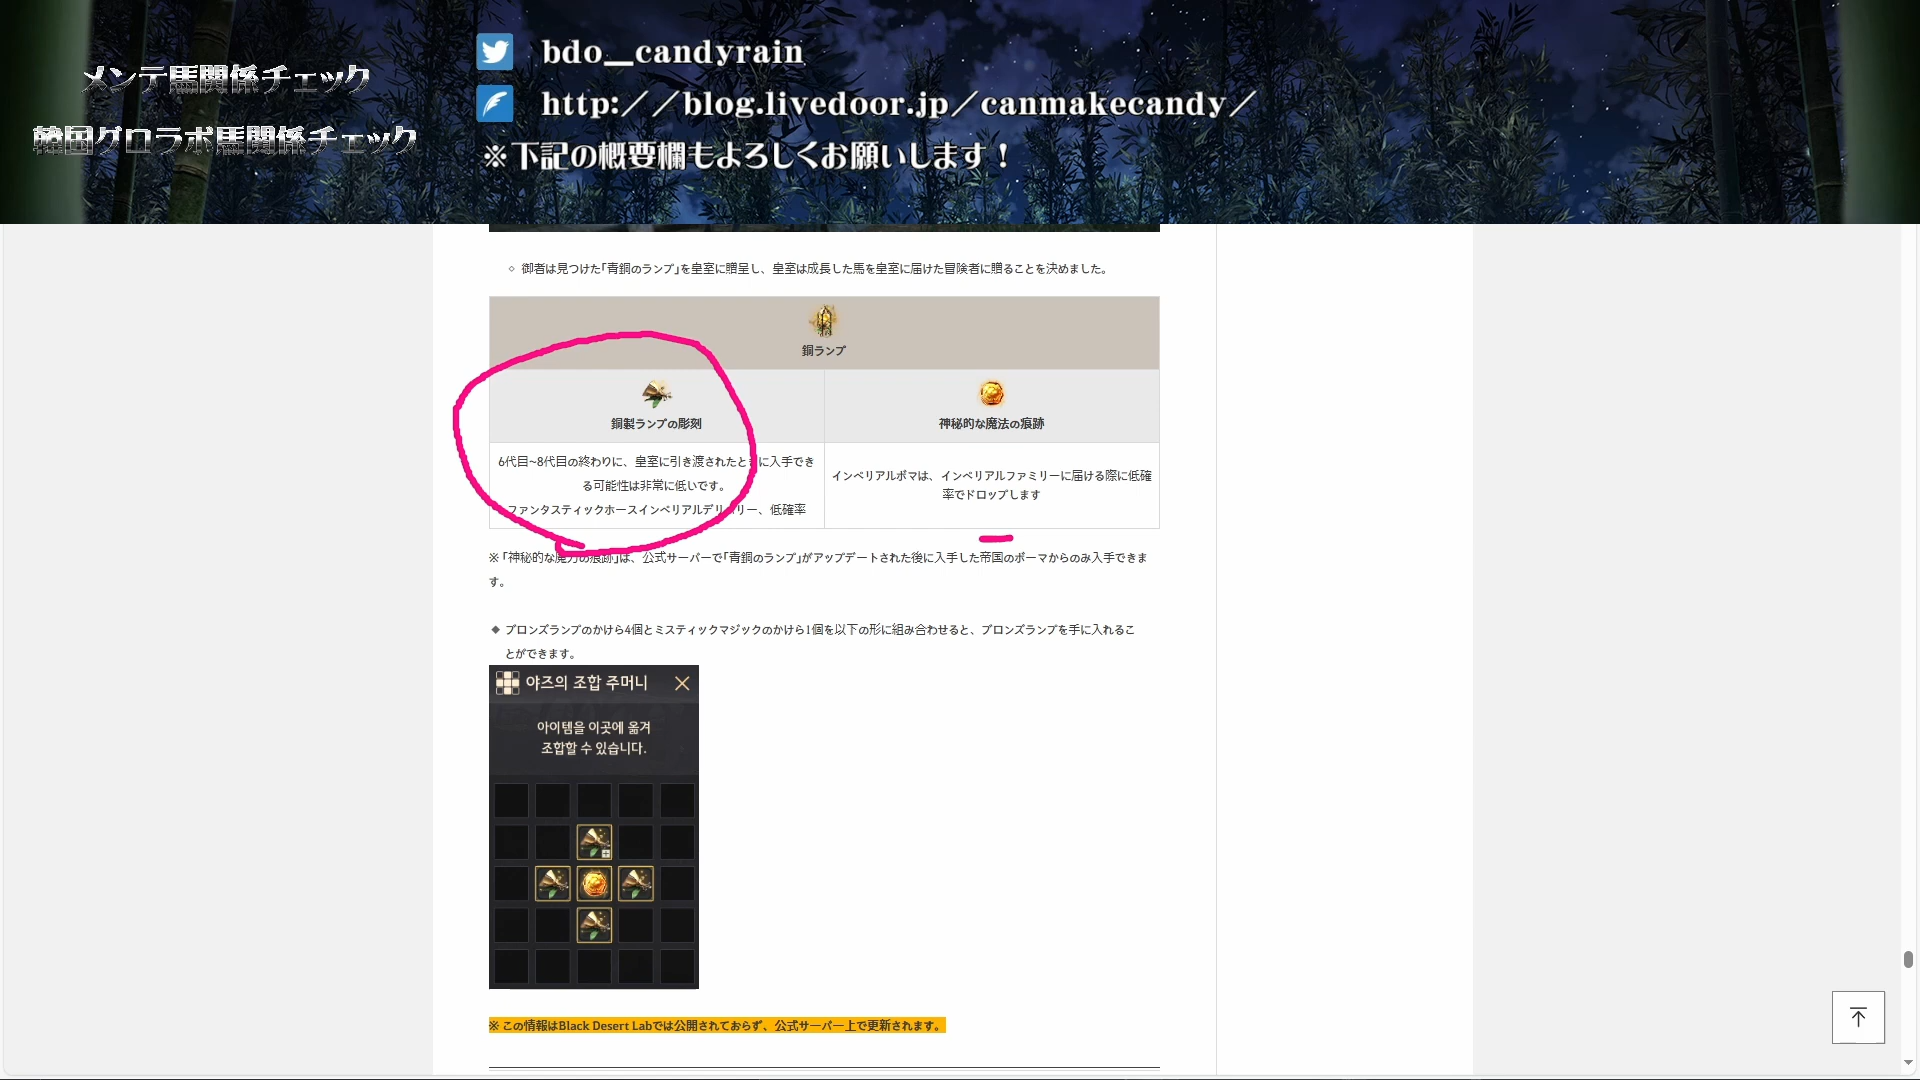 メンテ馬関係チェック
韓国グロラボ馬関係チェック
bdo__candyrain
http://blog.livedoor.jp/canmakecandy/
※下記の概要欄もよろしくお願いします！
御者は見つけた「青銅のランプ」を皇室に贈呈し、皇室は成長した馬を皇室に届けた冒険者に贈ることを決めました。
銅ランプ
銅製ランプの彫刻
神秘的な魔法の痕跡
6代目~8代目の終わりに、皇室に引き渡されたときに入手でき
る可能性は非常に低いです。
ファンタスティックホースインペリアルデリバリー、低確率
インペリアルボマは、インペリアルファミリーに届ける際に低確
率でドロップします
※「神秘的な魔力の痕跡」は、公式サーバーで「青銅のランプ」がアップデートされた後に入手した帝国のボーマからのみ入手できま
す。
ブロンズランプのかけら4個とミスティックマジックのかけら1個を以下の形に組み合わせると、ブロンズランプを手に入れるこ
とができます。
야즈의 조합 주머니
아이템을 이곳에 옮겨
조합할 수 있습니다.
※ この情報はBlack Desert Labでは公開されておらず、公式サーバー上で更新されます。